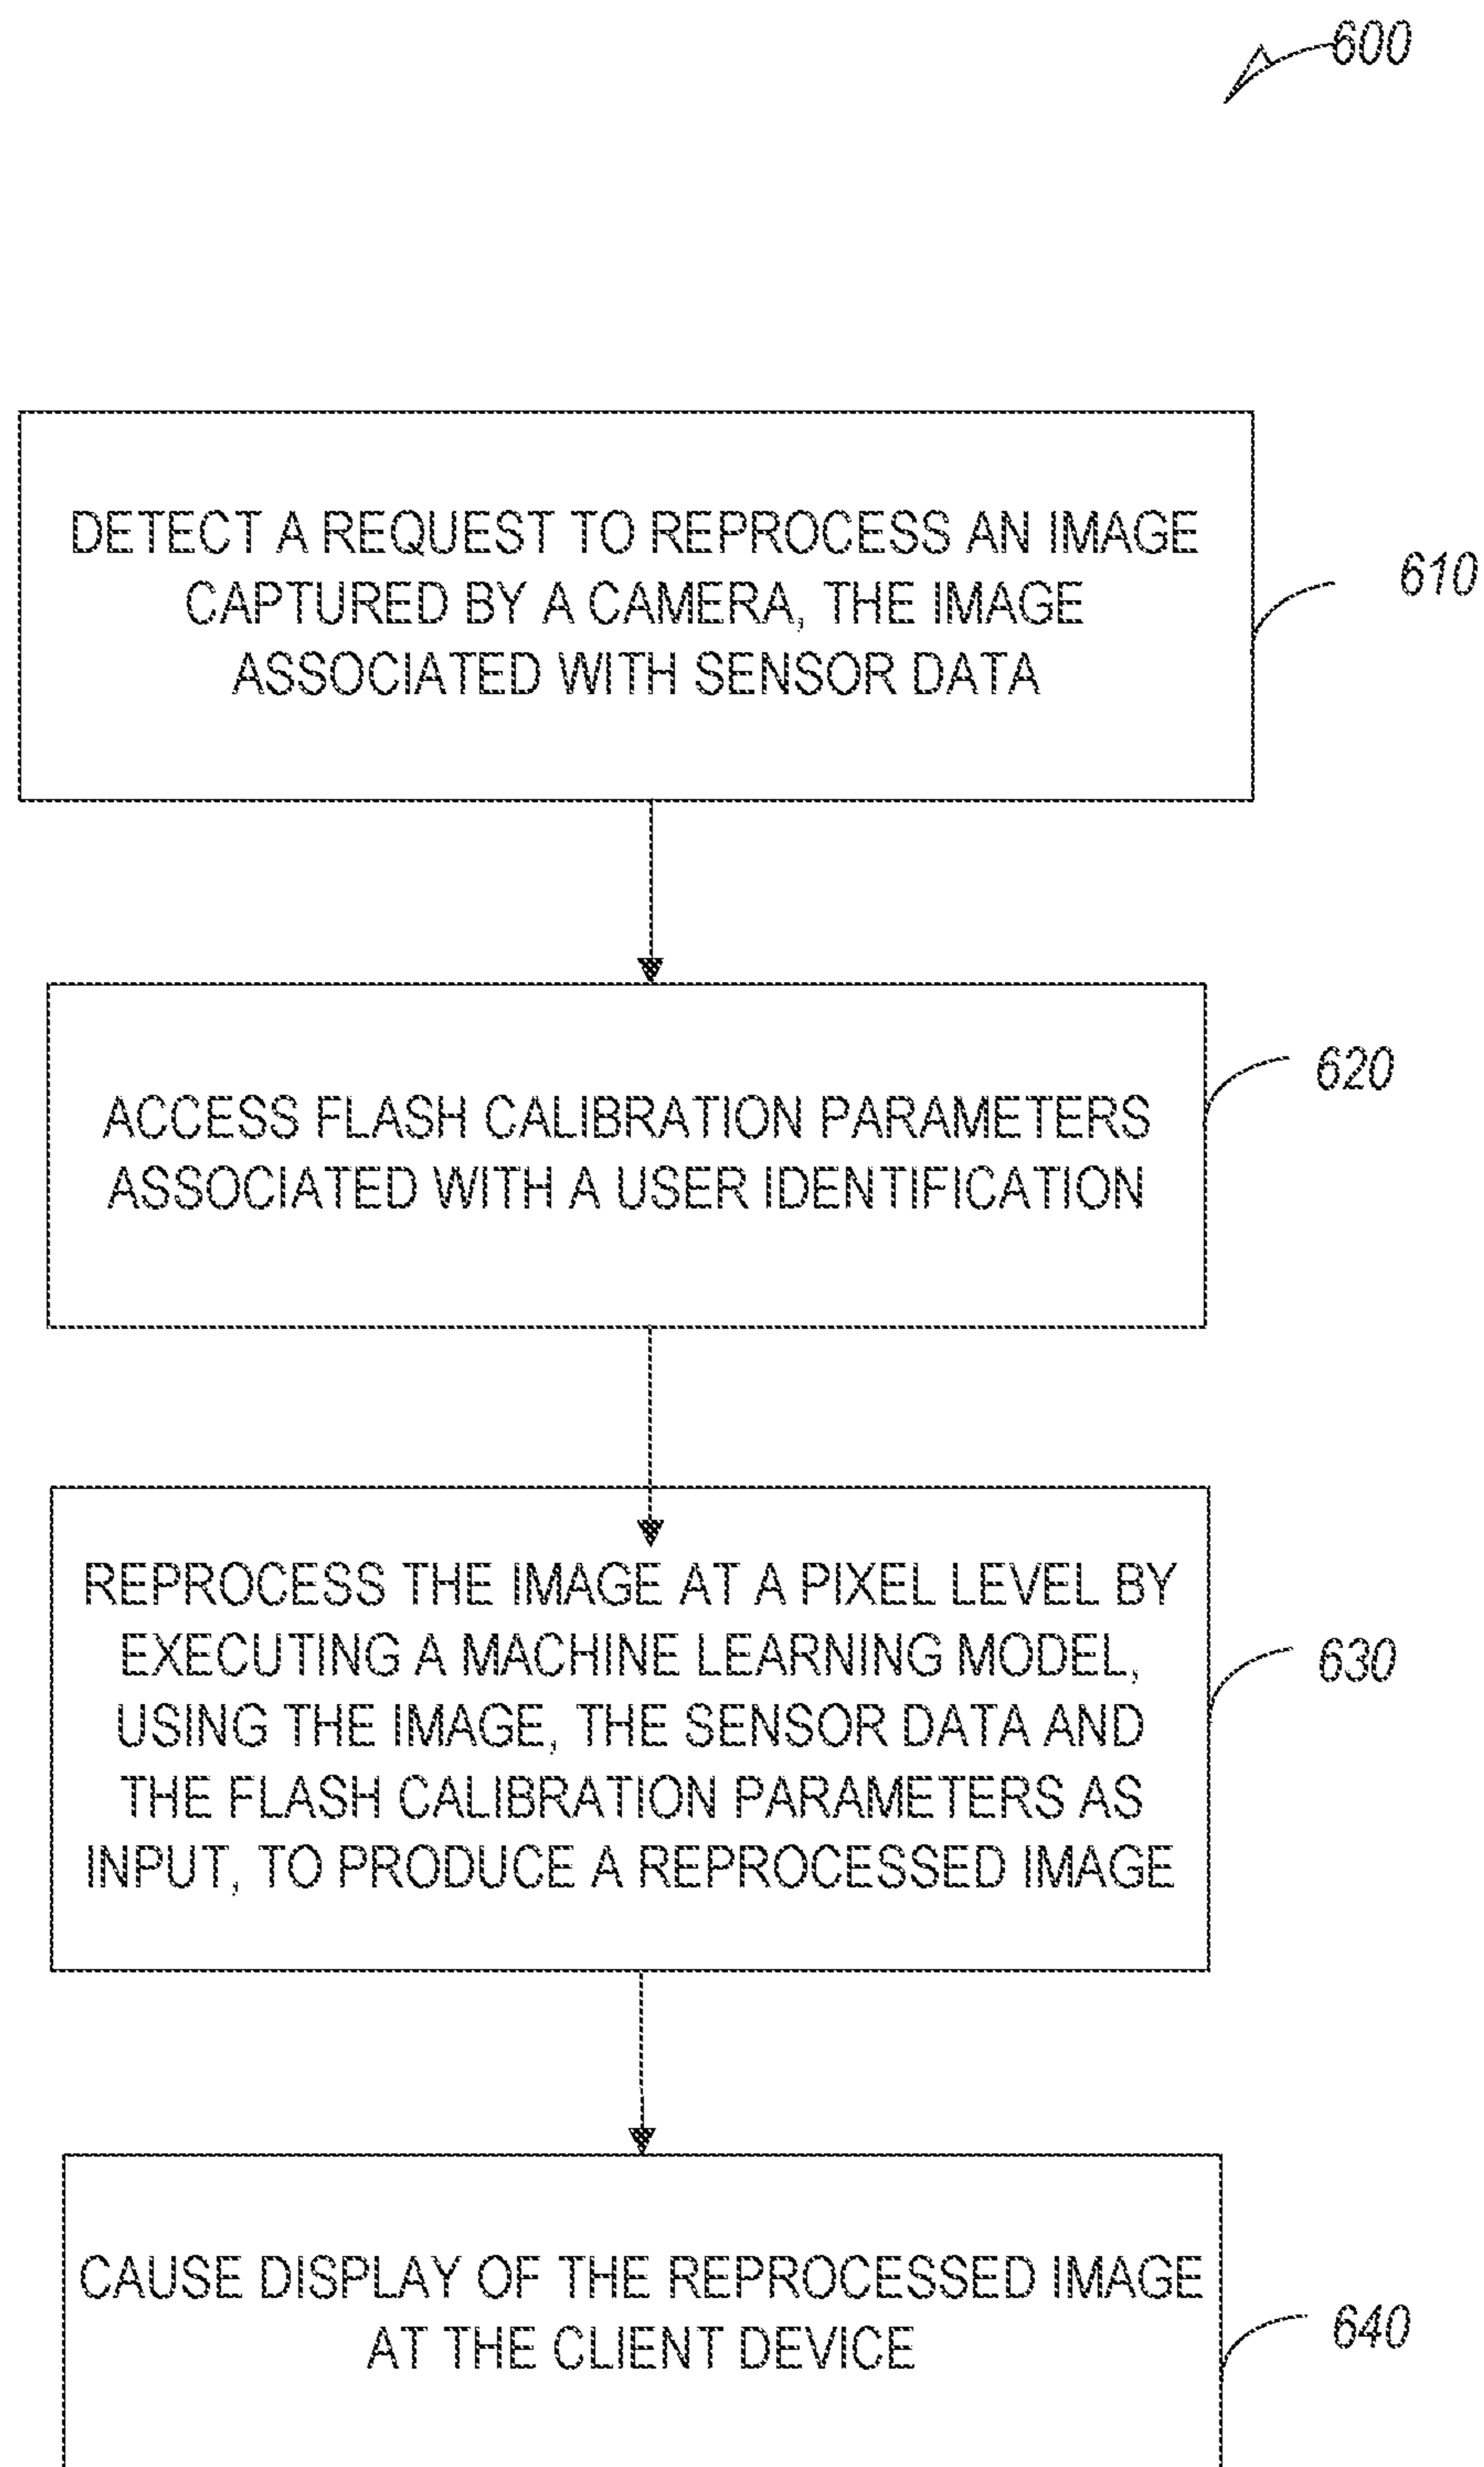 600
DETECT A REQUEST TO REPROCESS AN IMAGE
CAPTURED BY A CAMERA, THE IMAGE
ASSOCIATED WITH SENSOR DATA
610
ACCESS FLASH CALIBRATION PARAMETERS
ASSOCIATED WITH A USER IDENTIFICATION
620
REPROCESS THE IMAGE AT A PIXEL LEVEL BY
EXECUTING A MACHINE LEARNING MODEL,
USING THE IMAGE, THE SENSOR DATA AND
THE FLASH CALIBRATION PARAMETERS AS
INPUT, TO PRODUCE A REPROCESSED IMAGE
630
CAUSE DISPLAY OF THE REPROCESSED IMAGE
AT THE CLIENT DEVICE
640